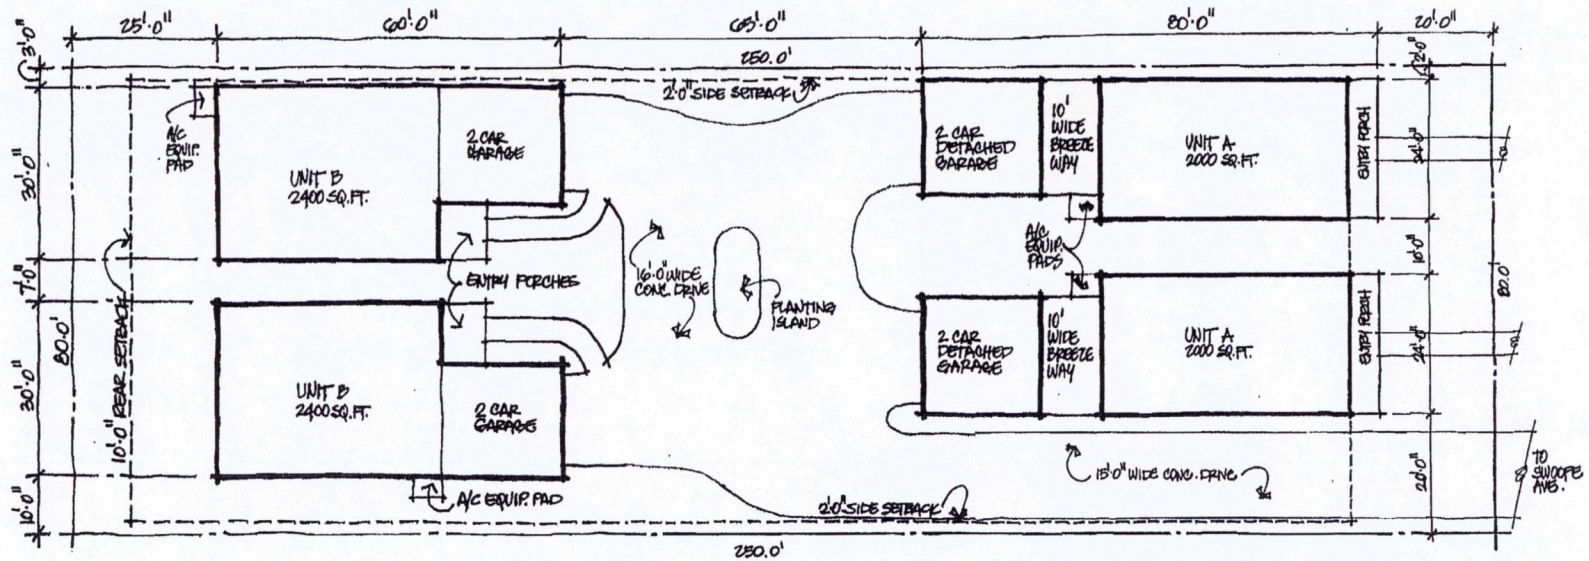 25'-0"
60'-0"
65'-0"
80'-0"
20'-0"
250.0'
3'-0"
30'-0"
7'-0"
30'-0"
10'-0"
80.0'
10'-0" REAR SETBACK
A/C
EQUIP.
PAD
UNIT B
2400 SQ.FT.
2 CAR
GARAGE
2'-0" SIDE SETBACK
ENTRY PORCHES
16'-0" WIDE
CONC. DRIVE
PLANTING
ISLAND
UNIT B
2400 SQ.FT.
2 CAR
GARAGE
A/C EQUIP. PAD
2 CAR
DETACHED
GARAGE
10'
WIDE
BREEZE
WAY
UNIT A
2000 SQ.FT.
ENTRY PORCH
A/C
EQUIP.
PADS
2 CAR
DETACHED
GARAGE
10'
WIDE
BREEZE
WAY
UNIT A
2000 SQ.FT.
ENTRY PORCH
2'-0"
24'-0"
10'-0"
24'-0"
20'-0"
80.0'
15'-0" WIDE CONC. DRIVE
TO
SWOOPE
AVE.
2'-0" SIDE SETBACK
250.0'